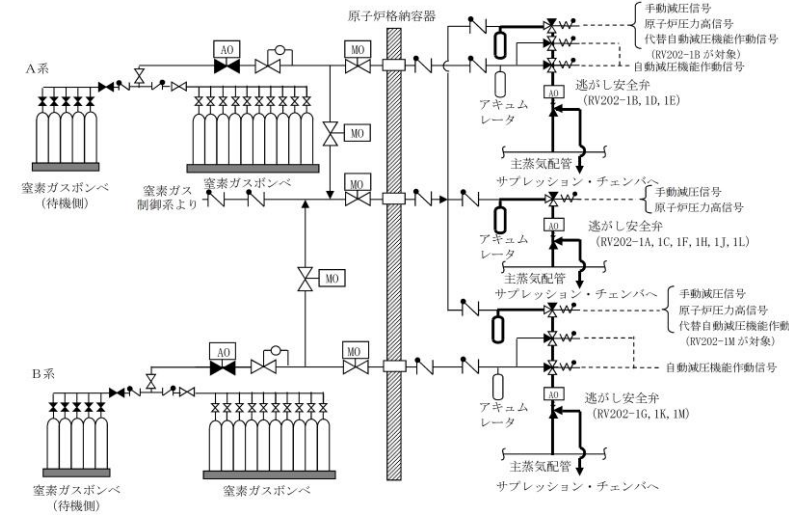 原子炉格納容器
手動減圧信号
原子炉圧力高信号
代替自動減圧機能作動信号
(RV202-1Bが対象)
自動減圧機能作動信号
AO
MO
A系
逃がし安全弁
(RV202-1B, 1D, 1E)
AO
アキュム
レータ
MO
主蒸気配管
サプレッション・チェンバへ
窒素ガスボンベ
(待機側)
窒素ガスボンベ
窒素ガス
制御系より
MO
手動減圧信号
原子炉圧力高信号
AO
逃がし安全弁
(RV202-1A, 1C, 1F, 1H, 1J, 1L)
アキュム
レータ
MO
主蒸気配管
サプレッション・チェンバへ
手動減圧信号
原子炉圧力高信号
代替自動減圧機能作動
(RV202-1Mが対象)
AO
MO
自動減圧機能作動信号
B系
AO
逃がし安全弁
(RV202-1G, 1K, 1M)
アキュム
レータ
主蒸気配管
サプレッション・チェンバへ
窒素ガスボンベ
(待機側)
窒素ガスボンベ